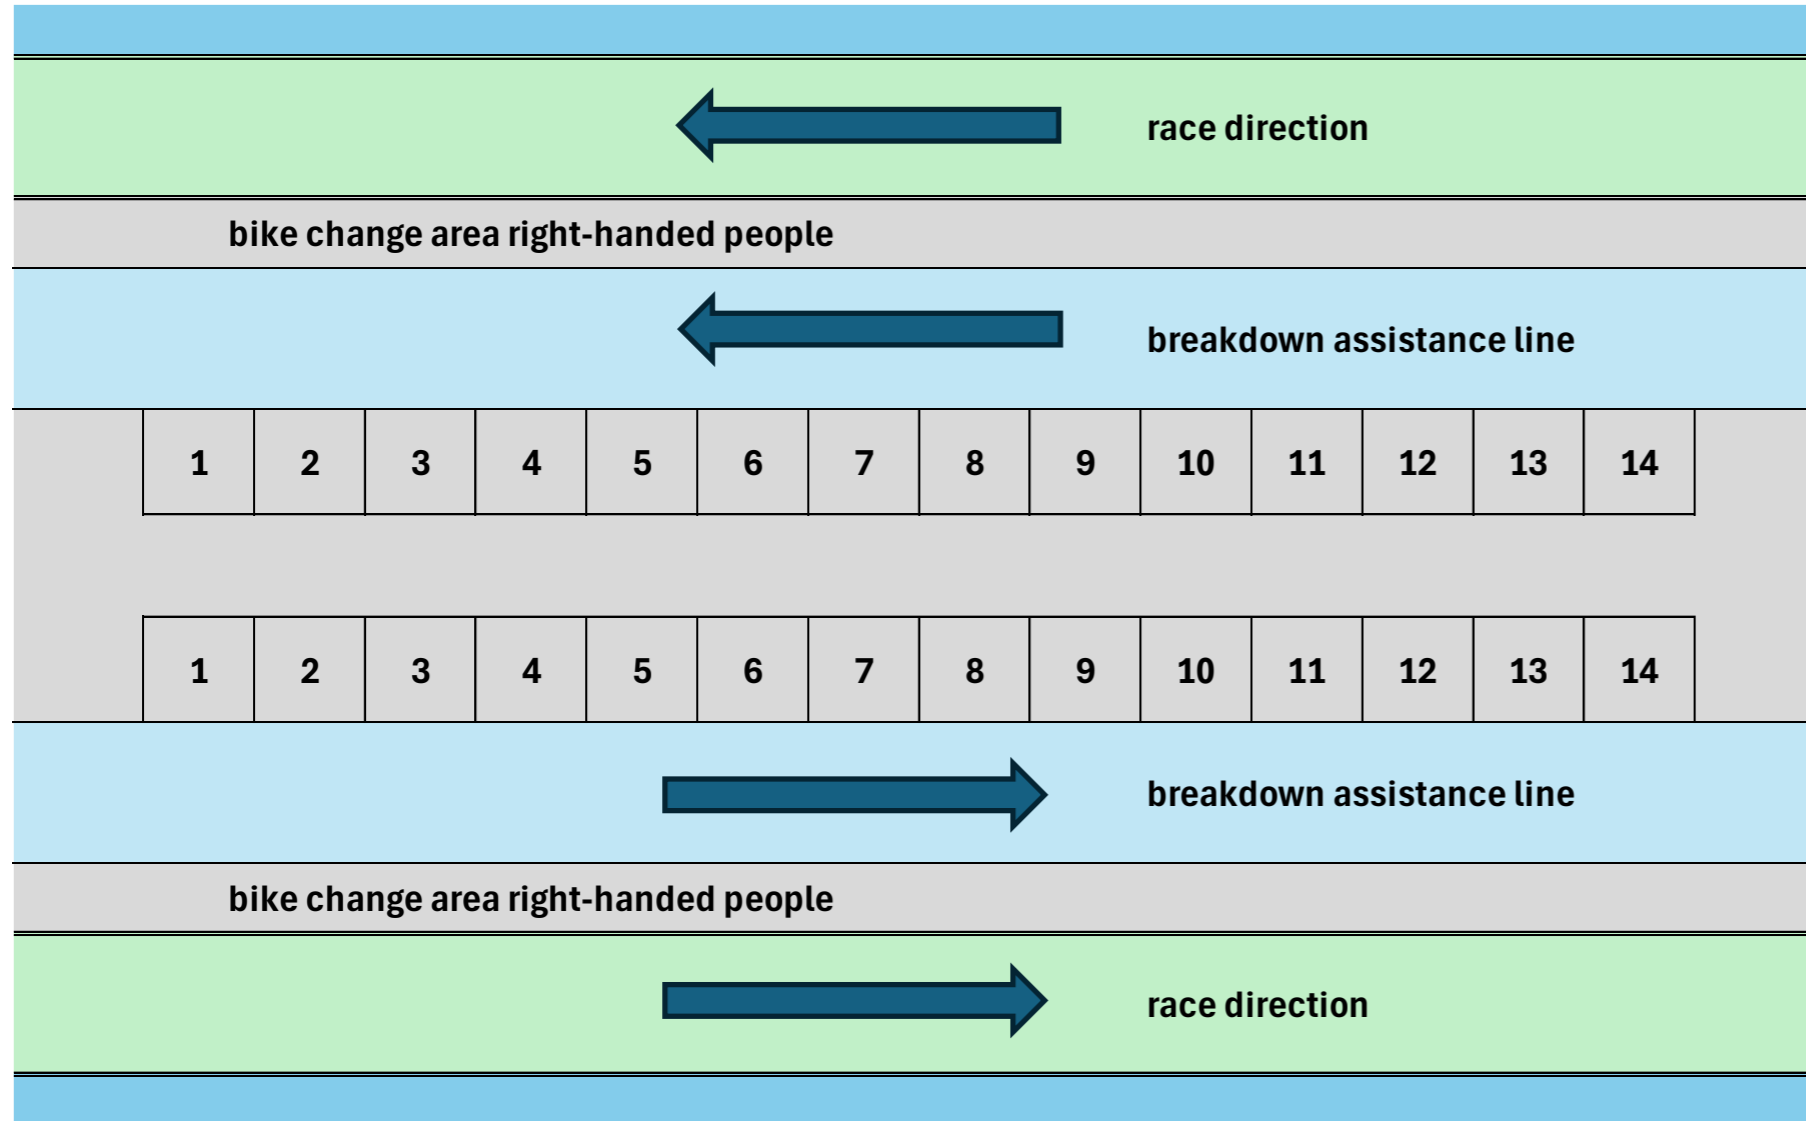 race direction
bike change area right-handed people
breakdown assistance line
1 2 3 4 5 6 7 8 9 10 11 12 13 14
1 2 3 4 5 6 7 8 9 10 11 12 13 14
breakdown assistance line
bike change area right-handed people
race direction